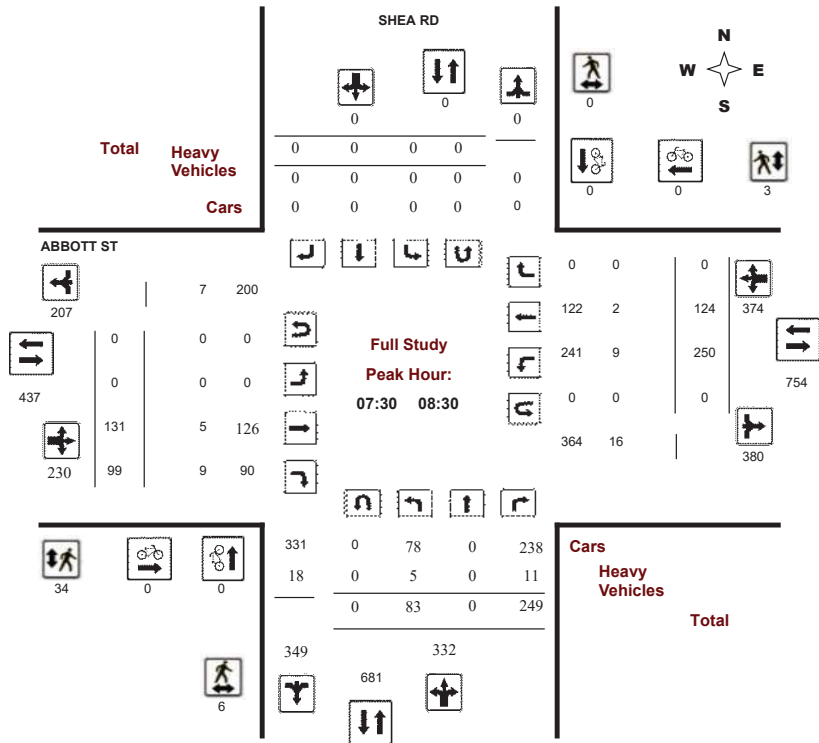 SHEA RD
N
W E
S
0 0 0
0 0
Total Heavy Vehicles
0 0 0 0
0 0 0 0 0
0 0 3
Cars 0 0 0 0 0
ABBOTT ST
207 7 200
0 0 0 374
122 2 124
437 0 0 0
Full Study
Peak Hour:
07:30 08:30
241 9 250 754
0 0 0
0 0 0
131 5 126
364 16 380
230 99 9 90
331 0 78 0 238 Cars
18 0 5 0 11 Heavy Vehicles
34 0 0
0 83 0 249 Total
349 332
681
6